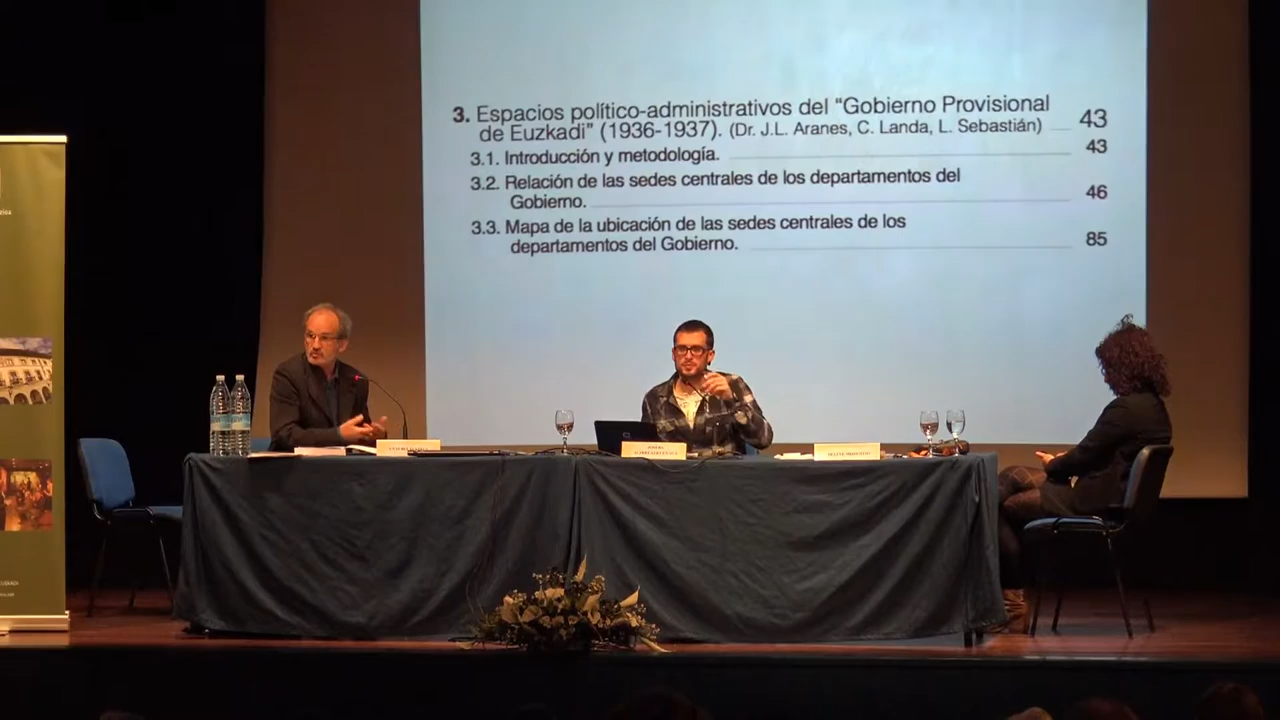 3. Espacios político-administrativos del "Gobierno Provisional
de Euzkadi" (1936-1937). (Dr. J.L. Aranes, C. Landa, L. Sebastián) 43
3.1. Introducción y metodología. 43
3.2. Relación de las sedes centrales de los departamentos del
Gobierno. 46
3.3. Mapa de la ubicación de las sedes centrales de los
departamentos del Gobierno. 85